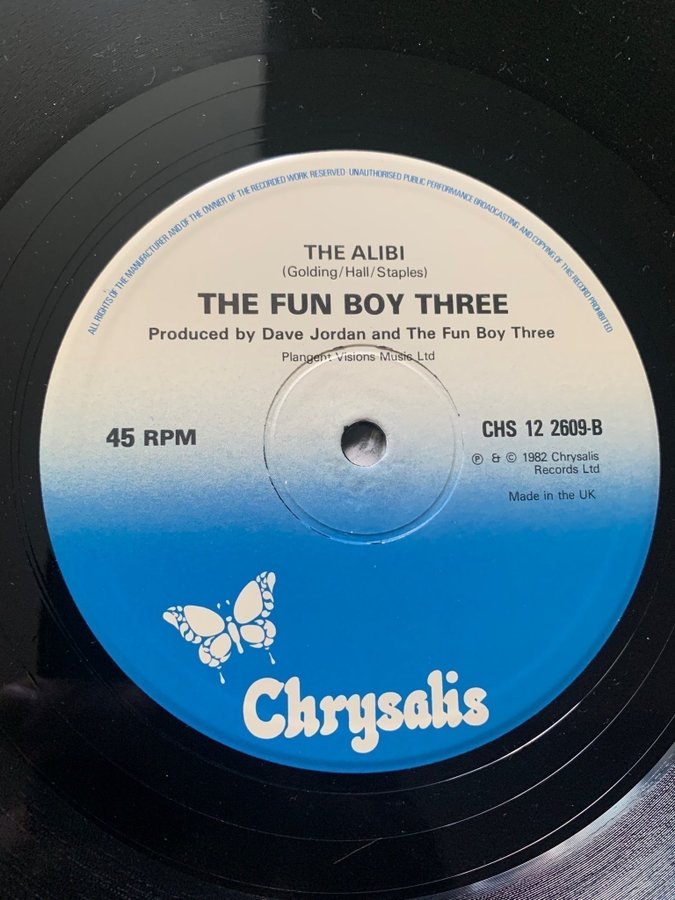 ALL RIGHTS OF THE MANUFACTURER AND OF THE OWNER OF THE RECORDED WORK RESERVED · UNAUTHORISED PUBLIC PERFORMANCE BROADCASTING AND COPYING OF THIS RECORD PROHIBITED
THE ALIBI
(Golding/Hall/Staples)
THE FUN BOY THREE
Produced by Dave Jordan and The Fun Boy Three
Plangent Visions Music Ltd
45 RPM
CHS 12 2609-B
℗ & © 1982 Chrysalis
Records Ltd
Made in the UK
Chrysalis